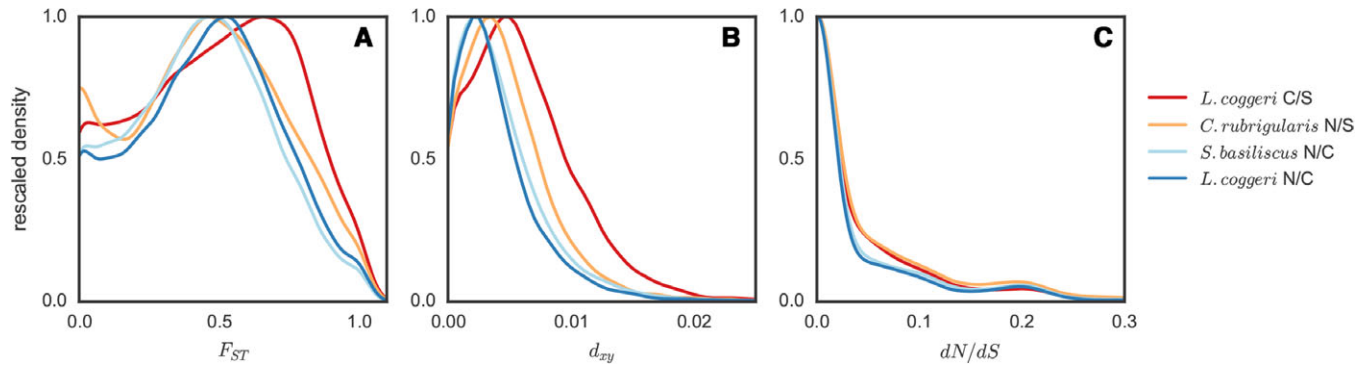 rescaled density
1.0
0.5
0.0
A
0.0 0.5 1.0
F_ST
1.0
0.5
0.0
B
0.00 0.01 0.02
d_xy
1.0
0.5
0.0
C
0.0 0.1 0.2 0.3
dN/dS
L.coggeri C/S
C.rubrigularis N/S
S.basiliscus N/C
L.coggeri N/C